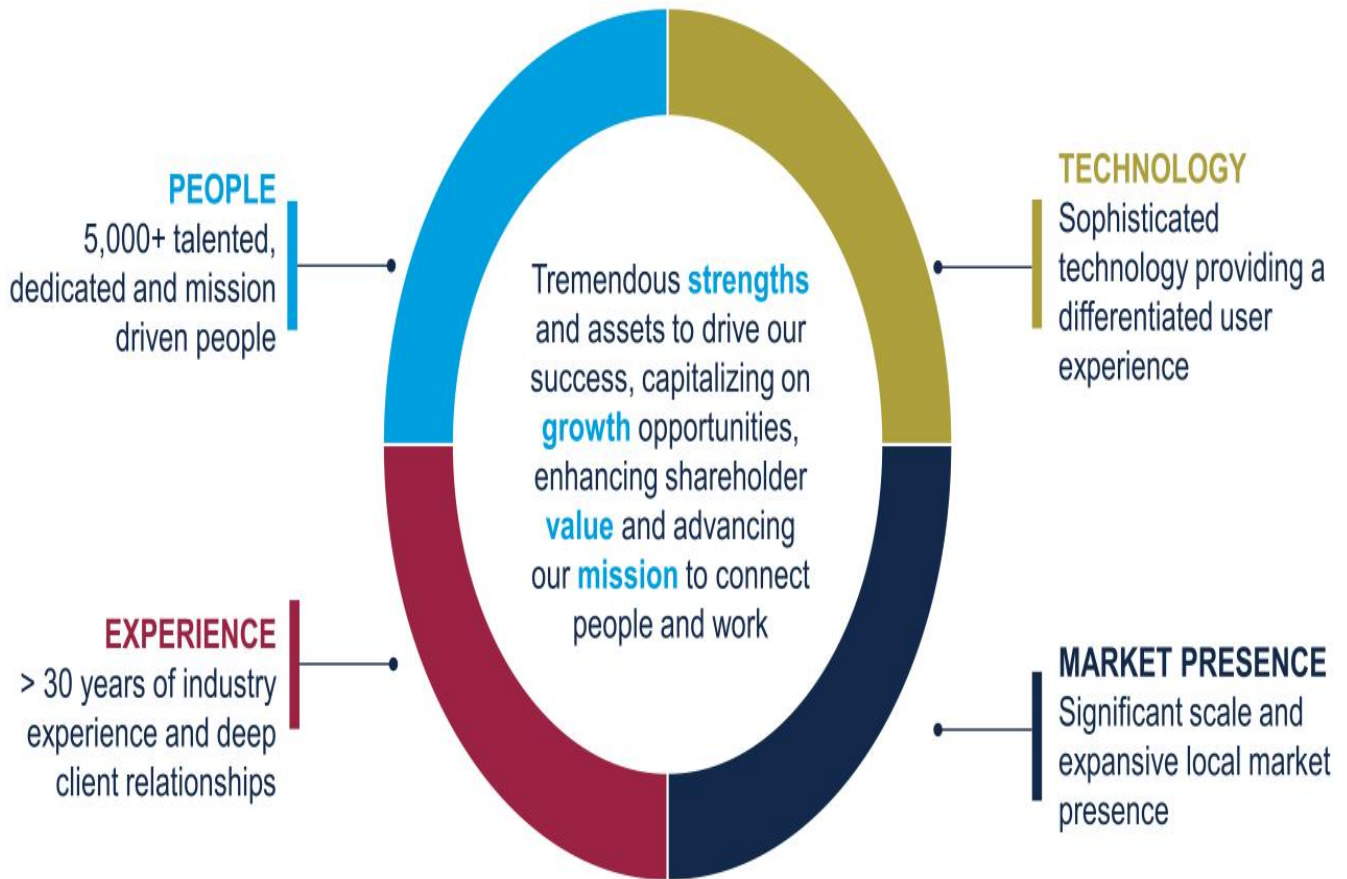 PEOPLE
5,000+ talented,
dedicated and mission
driven people
TECHNOLOGY
Sophisticated
technology providing a
differentiated user
experience
Tremendous strengths
and assets to drive our
success, capitalizing on
growth opportunities,
enhancing shareholder
value and advancing
our mission to connect
people and work
EXPERIENCE
> 30 years of industry
experience and deep
client relationships
MARKET PRESENCE
Significant scale and
expansive local market
presence